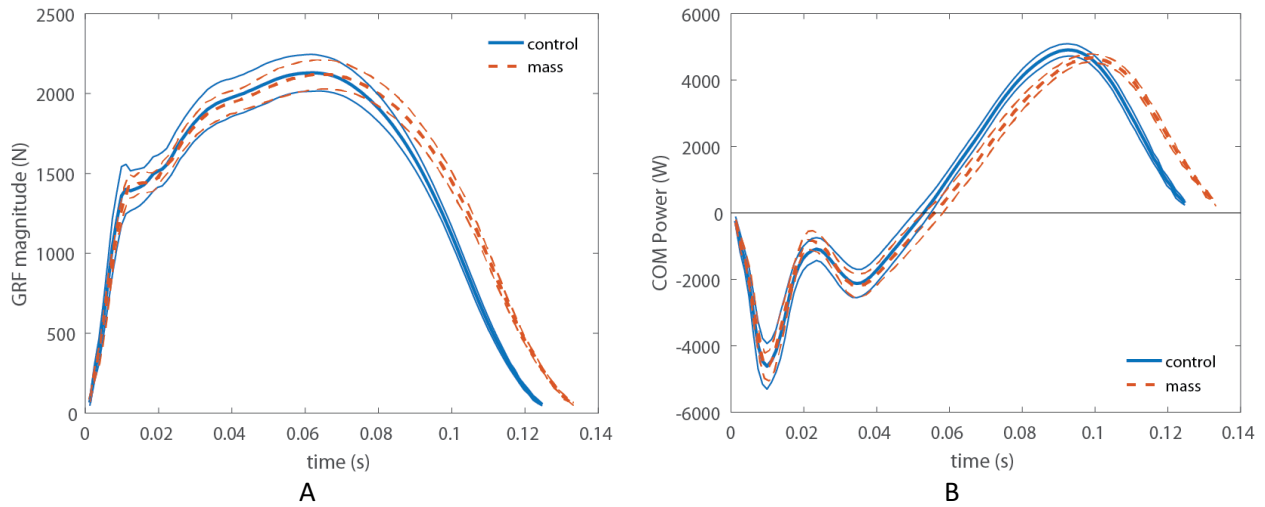 GRF magnitude (N)
2500
2000
1500
1000
500
0
control
mass
0 0.02 0.04 0.06 0.08 0.1 0.12 0.14
time (s)
A
COM Power (W)
6000
4000
2000
0
-2000
-4000
-6000
control
mass
0 0.02 0.04 0.06 0.08 0.1 0.12 0.14
time (s)
B